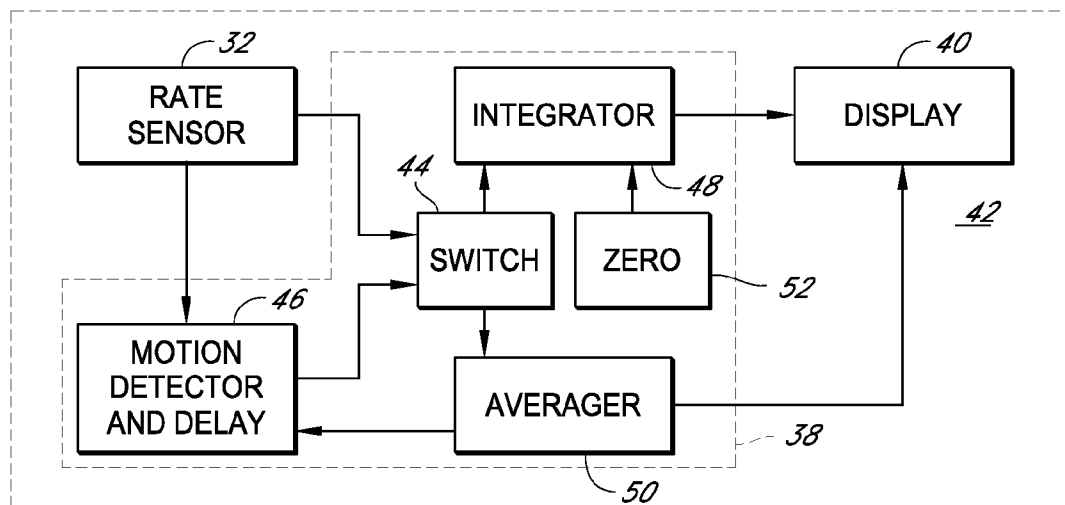 32
RATE
SENSOR
INTEGRATOR
48
40
DISPLAY
42
44
SWITCH
ZERO
52
46
MOTION
DETECTOR
AND DELAY
AVERAGER
50
38